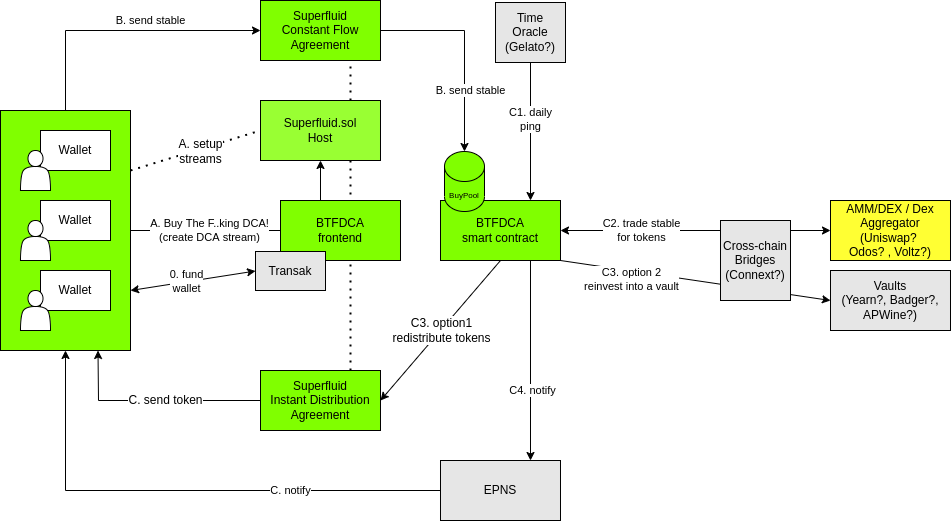 B. send stable
Superfluid
Constant Flow
Agreement
Time
Oracle
(Gelato?)
B. send stable
C1. daily
ping
Superfluid.sol
Host
A. setup
streams
Wallet
Wallet
Wallet
BuyPool
A. Buy The F..king DCA!
(create DCA stream)
BTFDCA
frontend
BTFDCA
smart contract
C2. trade stable
for tokens
Cross-chain
Bridges
(Connext?)
AMM/DEX / Dex
Aggregator
(Uniswap?
Odos? , Voltz?)
0. fund
wallet
Transak
C3. option 2
reinvest into a vault
Vaults
(Yearn?, Badger?,
APWine?)
C3. option1
redistribute tokens
Superfluid
Instant Distribution
Agreement
C. send token
C4. notify
C. notify
EPNS